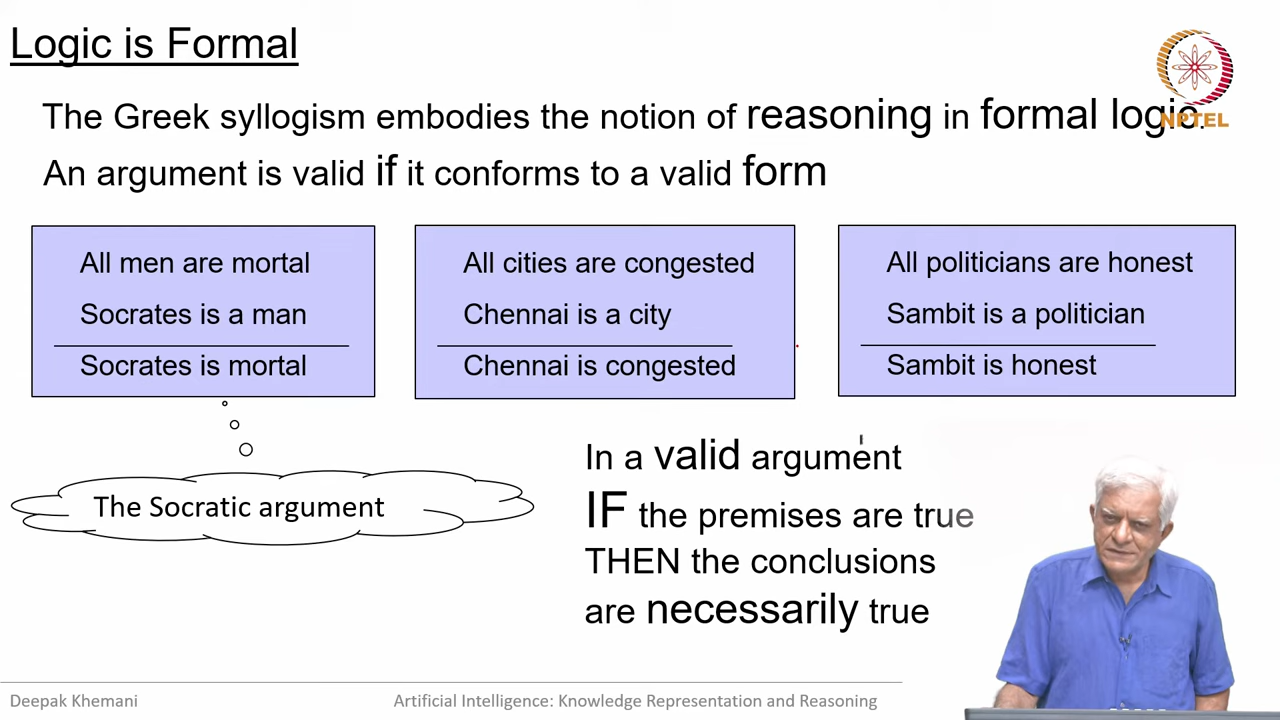 Logic is Formal
NPTEL
The Greek syllogism embodies the notion of reasoning in formal logic.
An argument is valid if it conforms to a valid form
All men are mortal
Socrates is a man
Socrates is mortal
All cities are congested
Chennai is a city
Chennai is congested
All politicians are honest
Sambit is a politician
Sambit is honest
The Socratic argument
In a valid argument
IF the premises are true
THEN the conclusions
are necessarily true
Deepak Khemani
Artificial Intelligence: Knowledge Representation and Reasoning